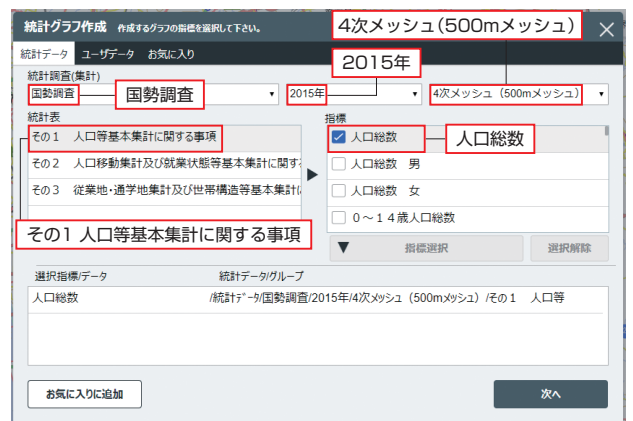 統計グラフ作成 作成するグラフの指標を選択して下さい。
4次メッシュ(500mメッシュ)
統計データ ユーザデータ お気に入り
2015年
統計調査(集計)
国勢調査
国勢調査
2015年
4次メッシュ (500mメッシュ)
統計表
指標
その1 人口等基本集計に関する事項
人口総数
人口総数
その2 人口移動集計及び就業状態等基本集計に関す
人口総数 男
その3 従業地・通学地集計及び世帯構造等基本集計に
人口総数 女
0〜14歳人口総数
その1 人口等基本集計に関する事項
▼ 指標選択
選択解除
選択指標/データ
統計データ/グループ
人口総数
/統計データ/国勢調査/2015年/4次メッシュ (500mメッシュ) /その1 人口等
お気に入りに追加
次へ